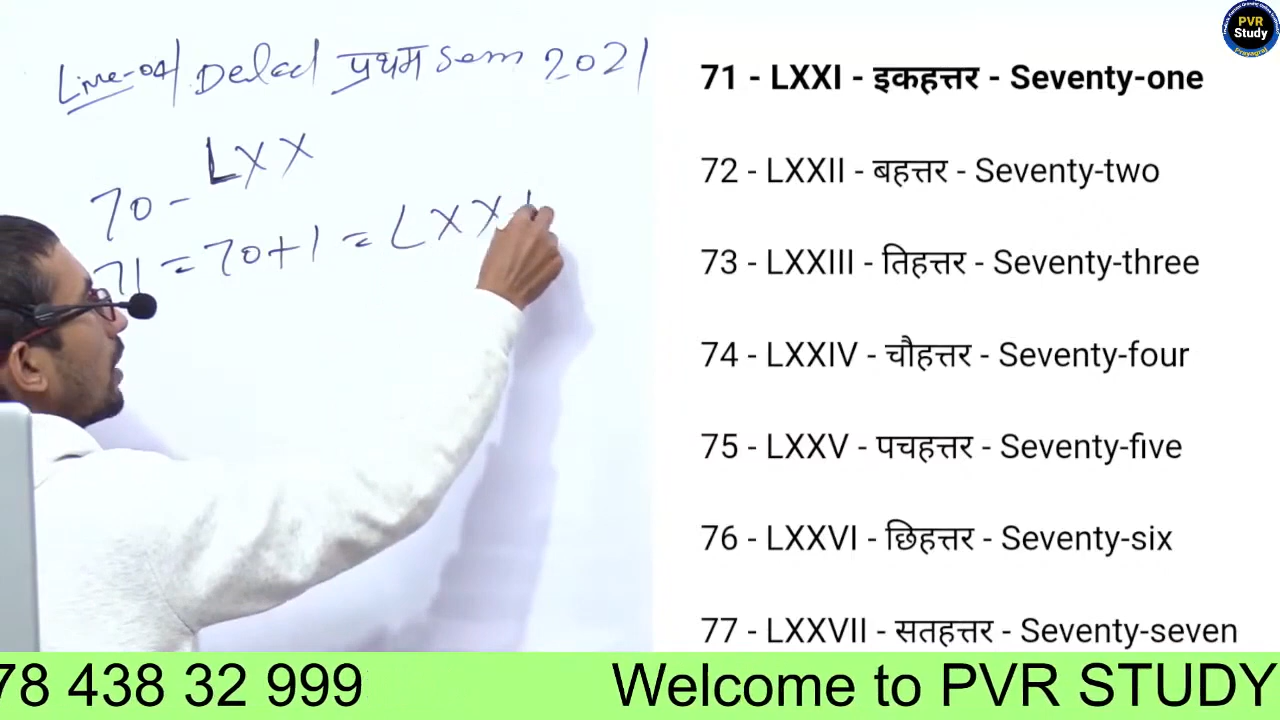 Live-04 Deled प्रथम Sem 2021
70 - LXX
71 = 70+1 = LXXI
71 - LXXI - इकहत्तर - Seventy-one
72 - LXXII - बहत्तर - Seventy-two
73 - LXXIII - तिहत्तर - Seventy-three
74 - LXXIV - चौहत्तर - Seventy-four
75 - LXXV - पचहत्तर - Seventy-five
76 - LXXVI - छिहत्तर - Seventy-six
77 - LXXVII - सतहत्तर - Seventy-seven
PVR
Study
Prayagraj
78 438 32 999 Welcome to PVR STUDY